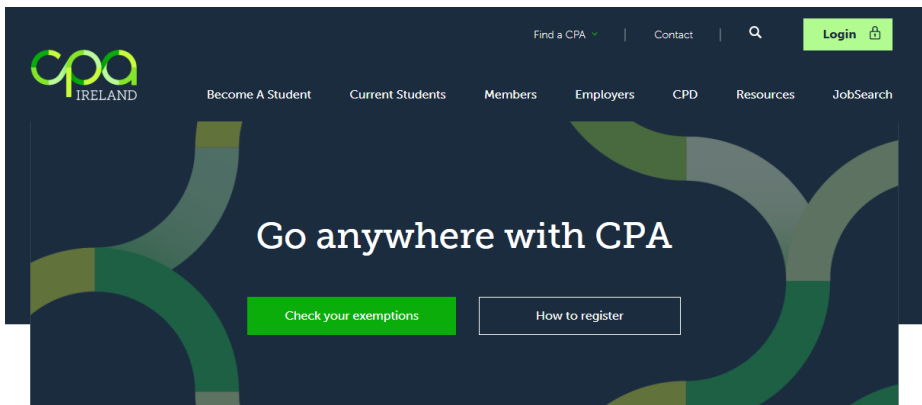 Find a CPA
Contact
Login
cpa
IRELAND
Become A Student
Current Students
Members
Employers
CPD
Resources
JobSearch
Go anywhere with CPA
Check your exemptions
How to register